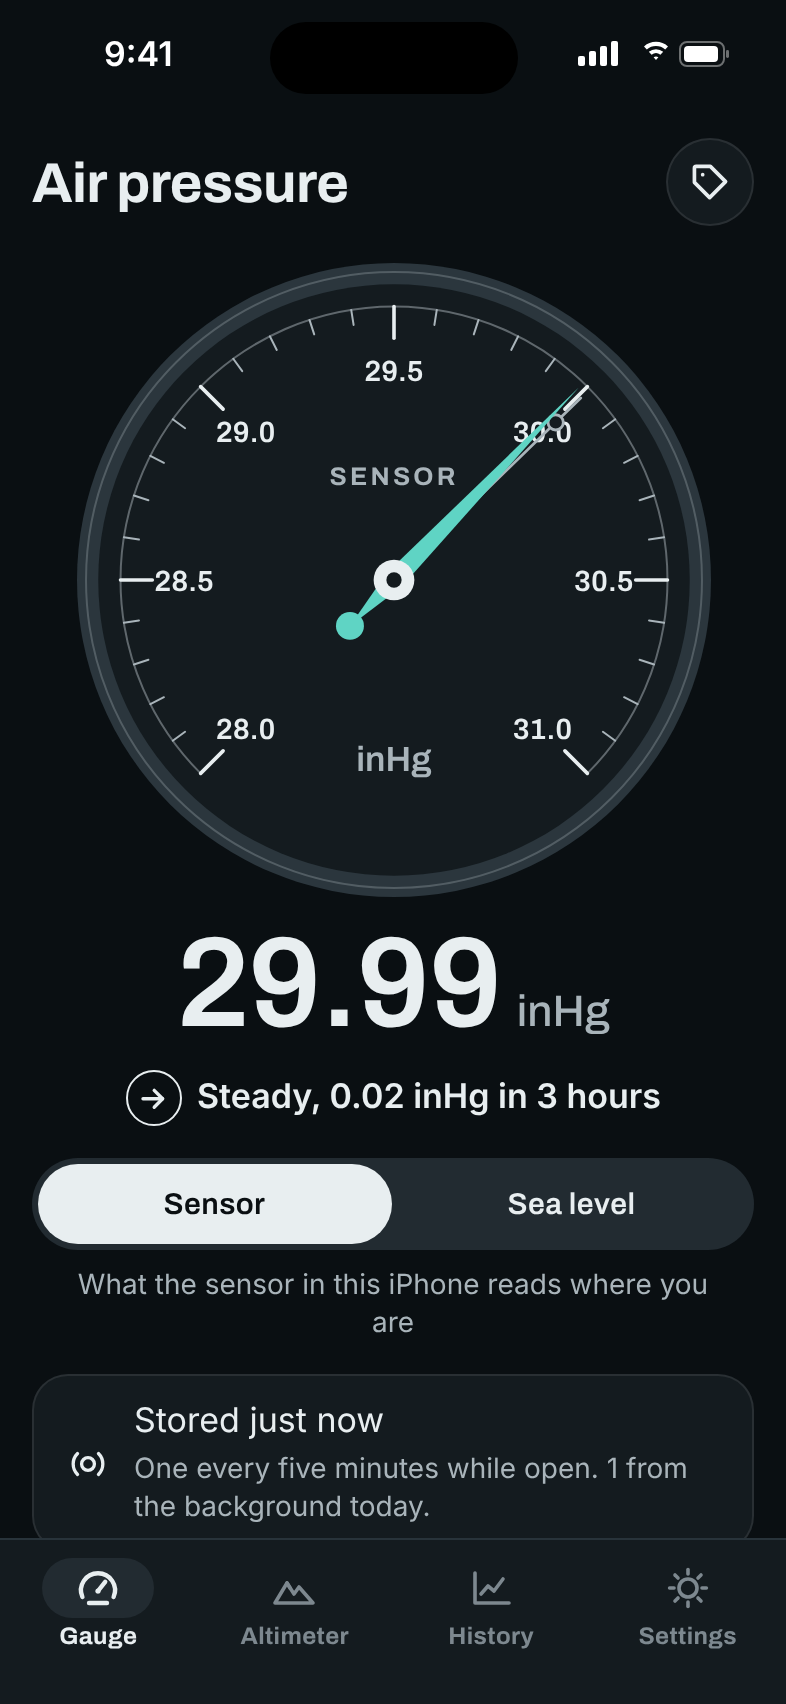 9:41
Air pressure
29.5
29.0
30.0
SENSOR
28.5
30.5
28.0
31.0
inHg
29.99 inHg
Steady, 0.02 inHg in 3 hours
Sensor
Sea level
What the sensor in this iPhone reads where you
are
Stored just now
One every five minutes while open. 1 from
the background today.
Gauge
Altimeter
History
Settings